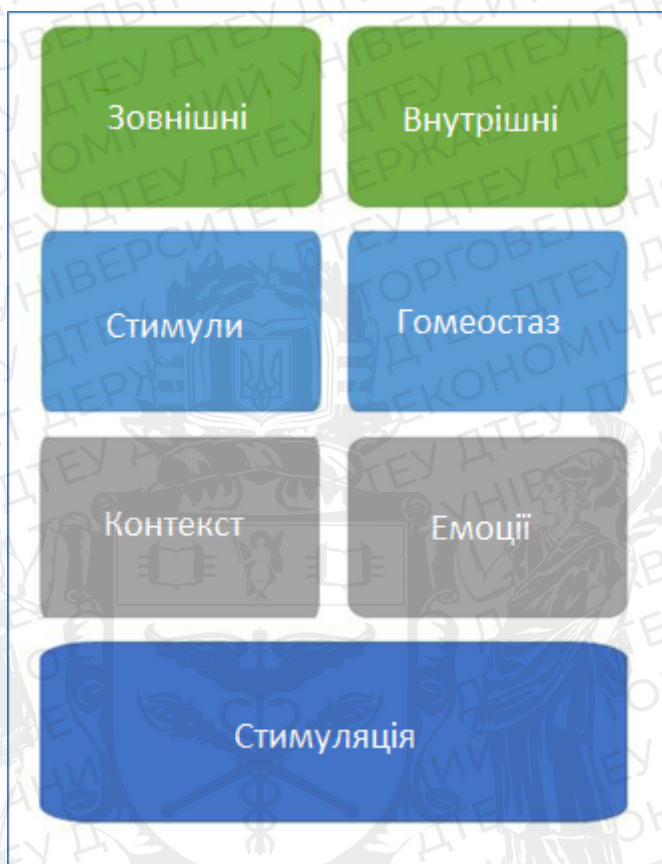 Зовнішні
Внутрішні
Стимули
Гомеостаз
Контекст
Емоції
Стимуляція